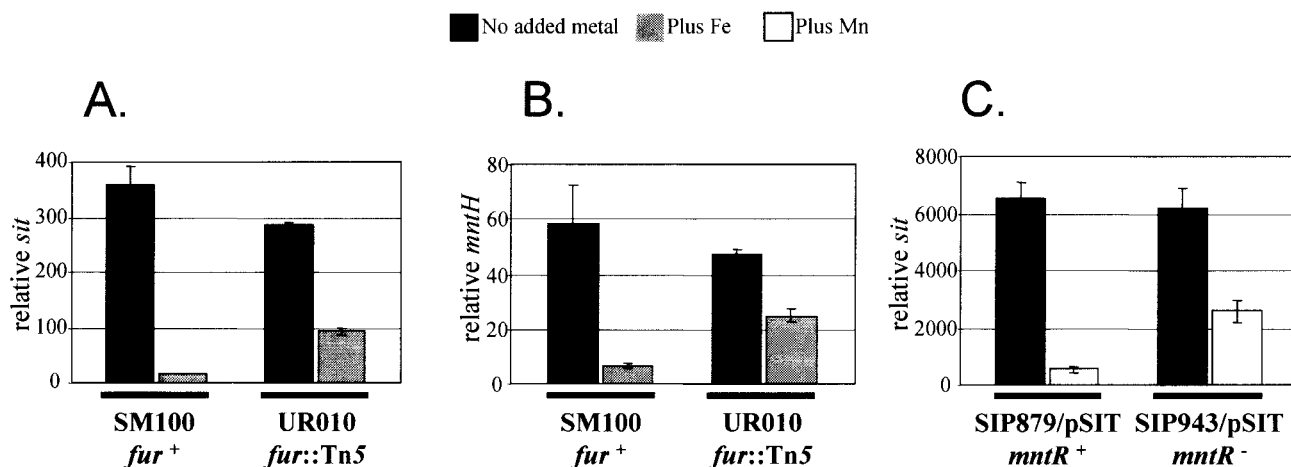 No added metal Plus Fe Plus Mn
A.
B.
C.
relative sit
400
300
200
100
0
SM100 UR010
fur + fur::Tn5
relative mntH
80
60
40
20
0
SM100 UR010
fur + fur::Tn5
relative sit
8000
6000
4000
2000
0
SIP879/pSIT SIP943/pSIT
mntR + mntR -